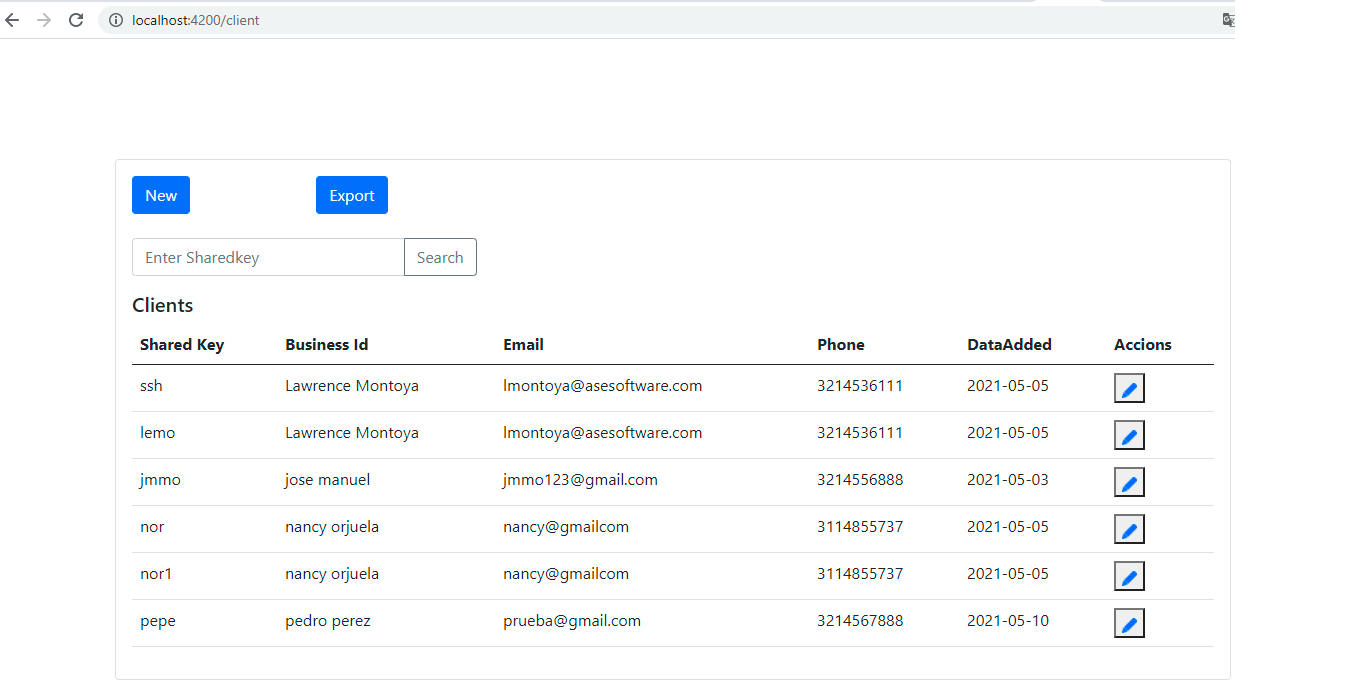 localhost:4200/client
New Export
Enter Sharedkey Search
Clients
Shared Key Business Id Email Phone DataAdded Accions
ssh Lawrence Montoya lmontoya@asesoftware.com 3214536111 2021-05-05
lemo Lawrence Montoya lmontoya@asesoftware.com 3214536111 2021-05-05
jmmo jose manuel jmmo123@gmail.com 3214556888 2021-05-03
nor nancy orjuela nancy@gmailcom 3114855737 2021-05-05
nor1 nancy orjuela nancy@gmailcom 3114855737 2021-05-05
pepe pedro perez prueba@gmail.com 3214567888 2021-05-10